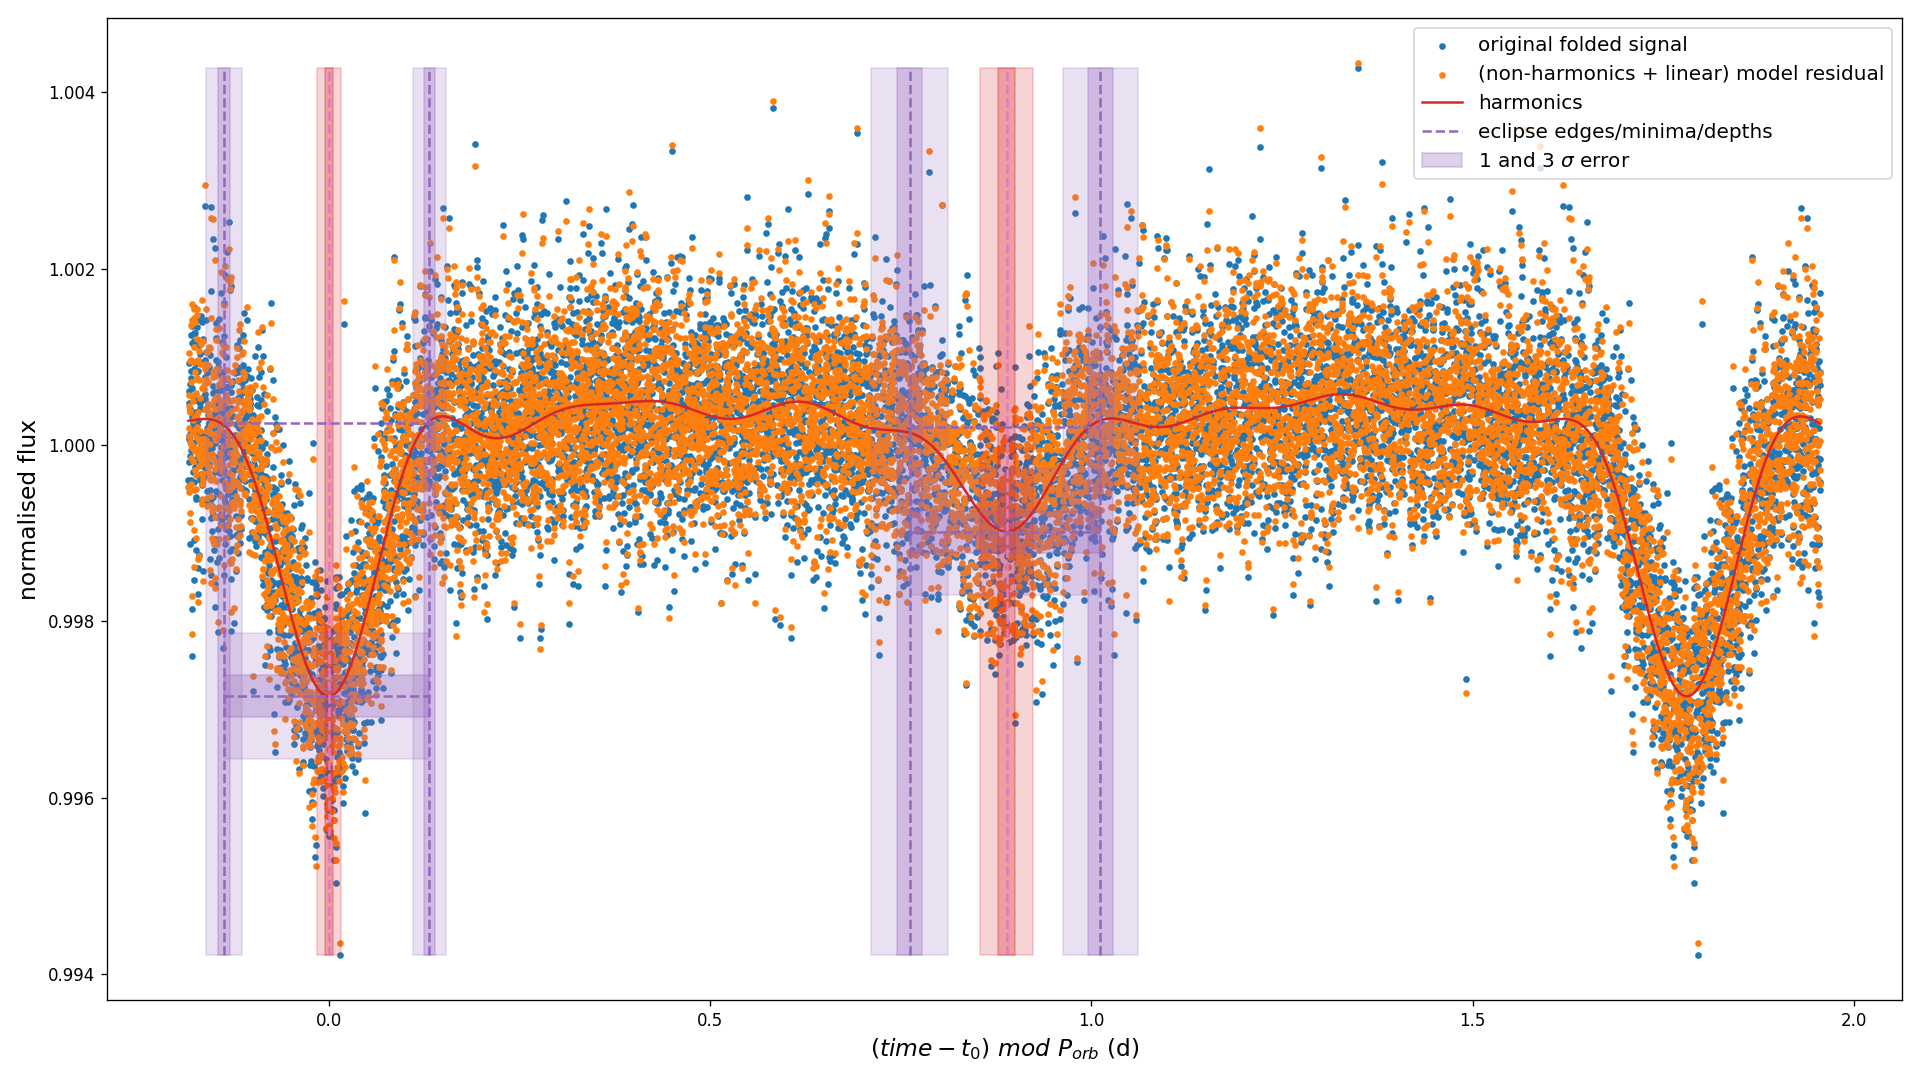 original folded signal
(non-harmonics + linear) model residual
harmonics
eclipse edges/minima/depths
1 and 3 σ error
normalised flux
1.004
1.002
1.000
0.998
0.996
0.994
0.0 0.5 1.0 1.5 2.0
(time − t₀) mod Pₒᵣb (d)